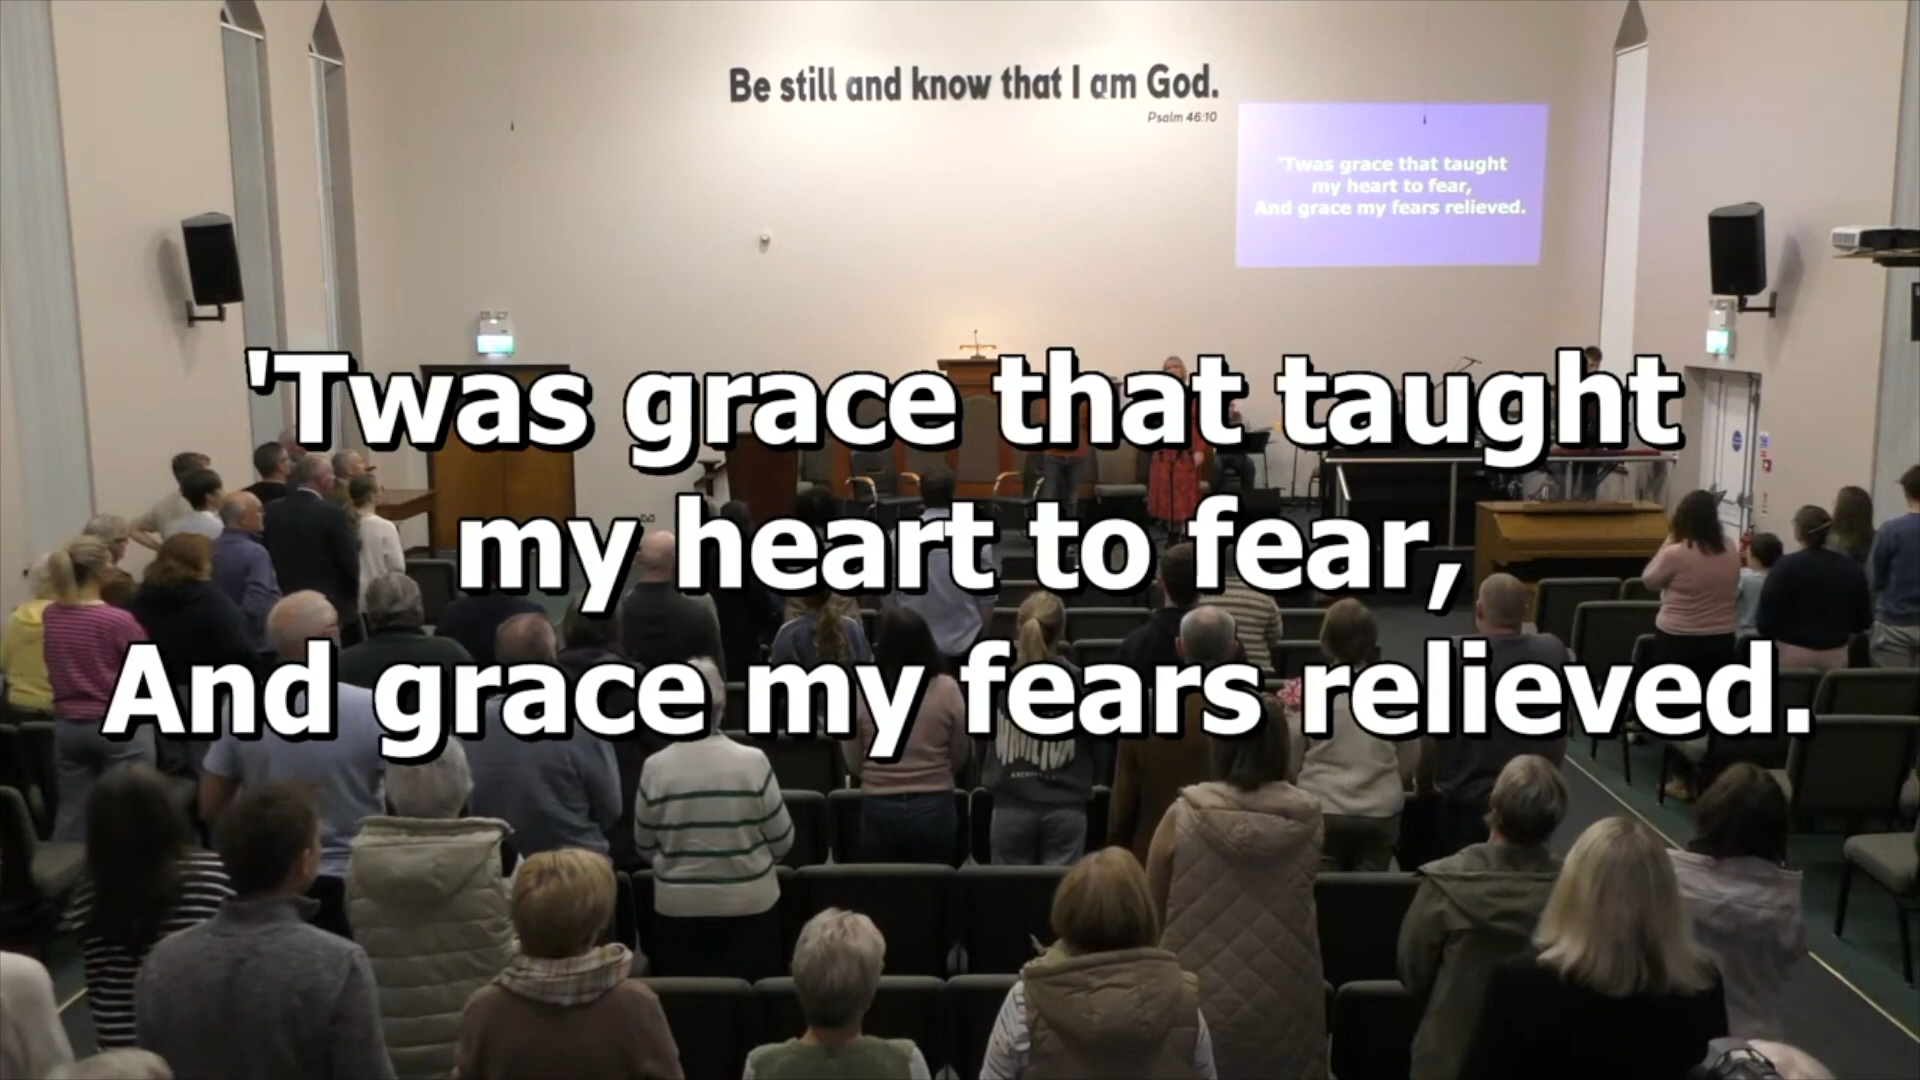 Be still and know that I am God.
Psalm 46:10
'Twas grace that taught
my heart to fear,
And grace my fears relieved.
'Twas grace that taught
my heart to fear,
And grace my fears relieved.